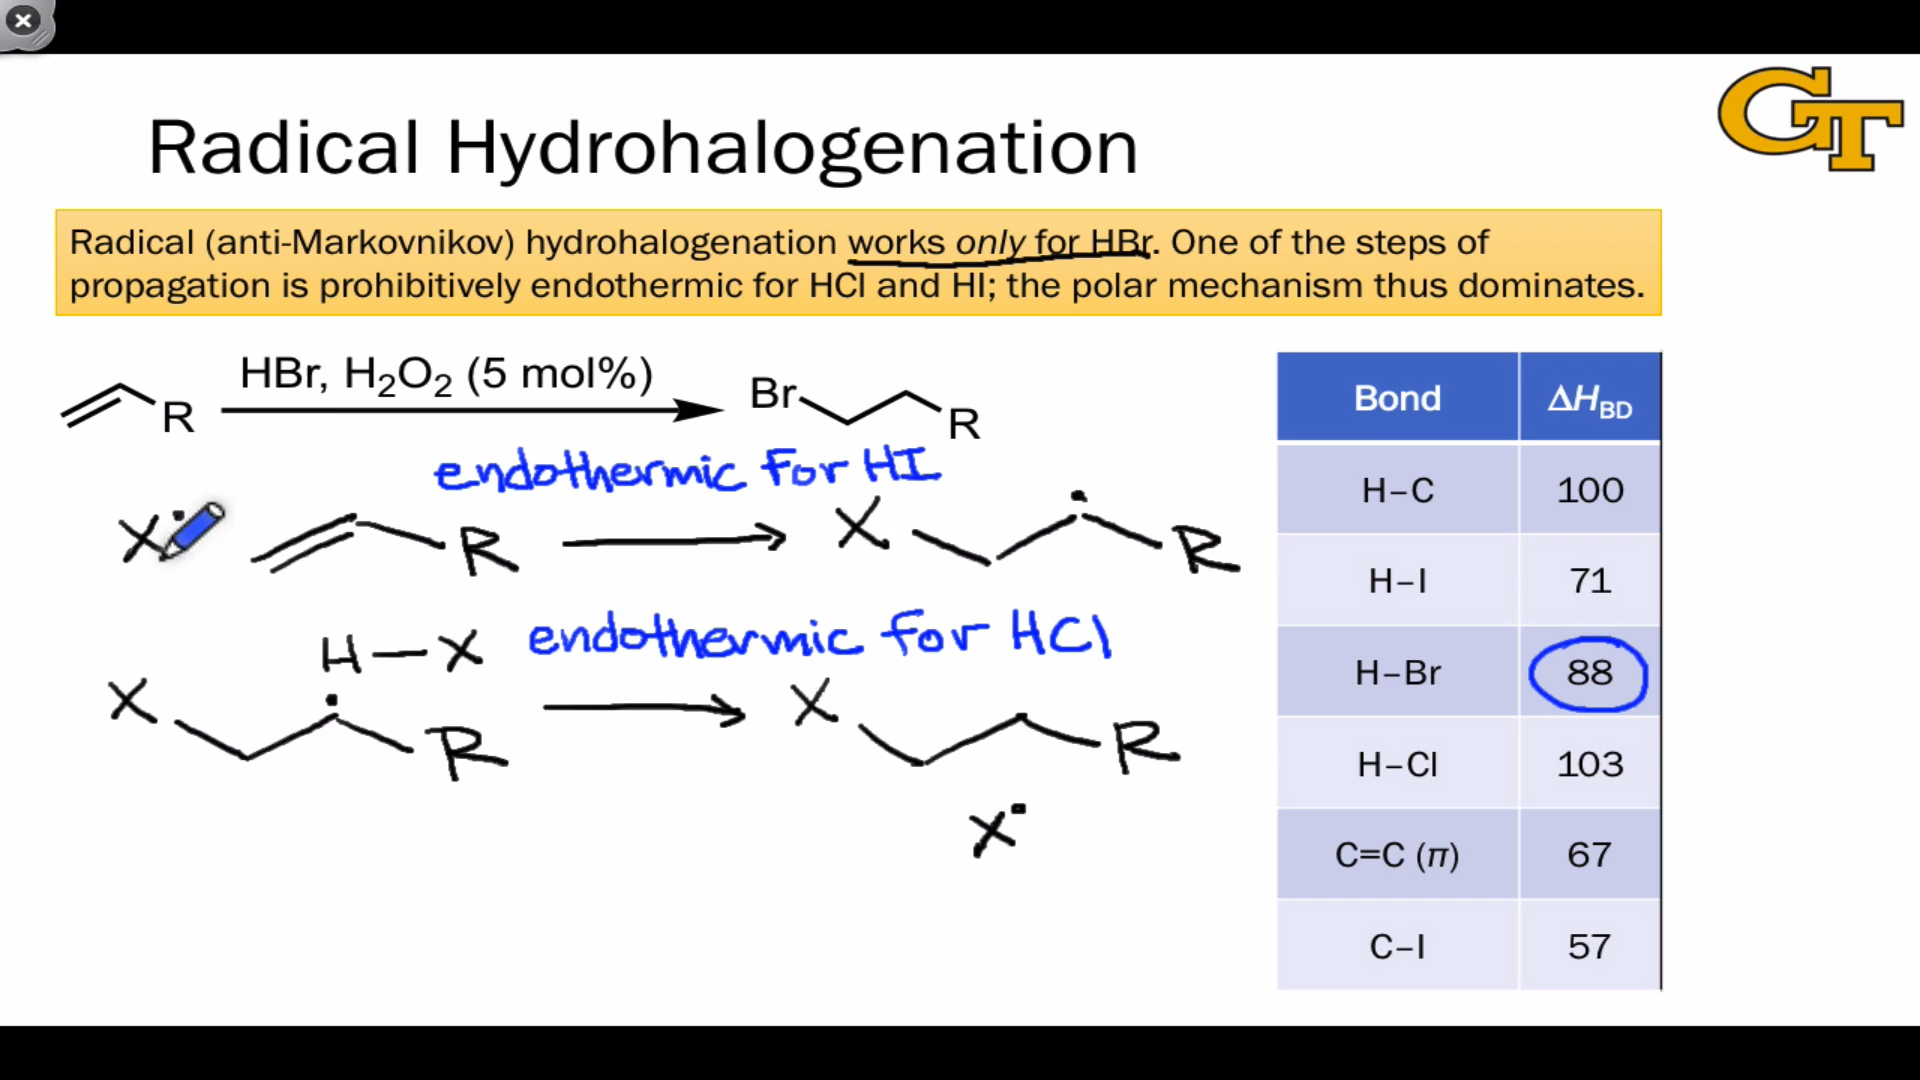 Radical Hydrohalogenation
GT
Radical (anti-Markovnikov) hydrohalogenation works only for HBr. One of the steps of
propagation is prohibitively endothermic for HCl and HI; the polar mechanism thus dominates.
HBr, H₂O₂ (5 mol%)
R
Br
R
endothermic for HI
X• R X • R
H–X endothermic for HCl
X • R X R
X•
Bond ΔH_BD
H–C 100
H–I 71
H–Br 88
H–Cl 103
C=C (π) 67
C–I 57